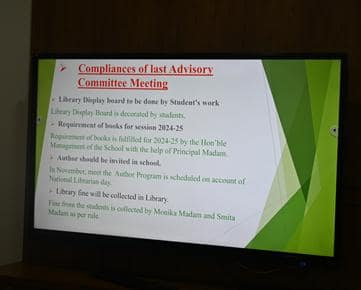 Compliances of last Advisory
Committee Meeting
Library Display board to be done by Student's work
Library Display Board is decorated by students.
Requirement of books for session 2024-25
Requirement of books is fulfilled for 2024-25 by the Hon'ble
Management of the School with the help of Principal Madam.
Author should be invited in school.
In November, meet the Author Program is scheduled on account of
National Librarian day.
Library fine will be collected in Library.
Fine from the students is collected by Monika Madam and Smita
Madam as per rule.